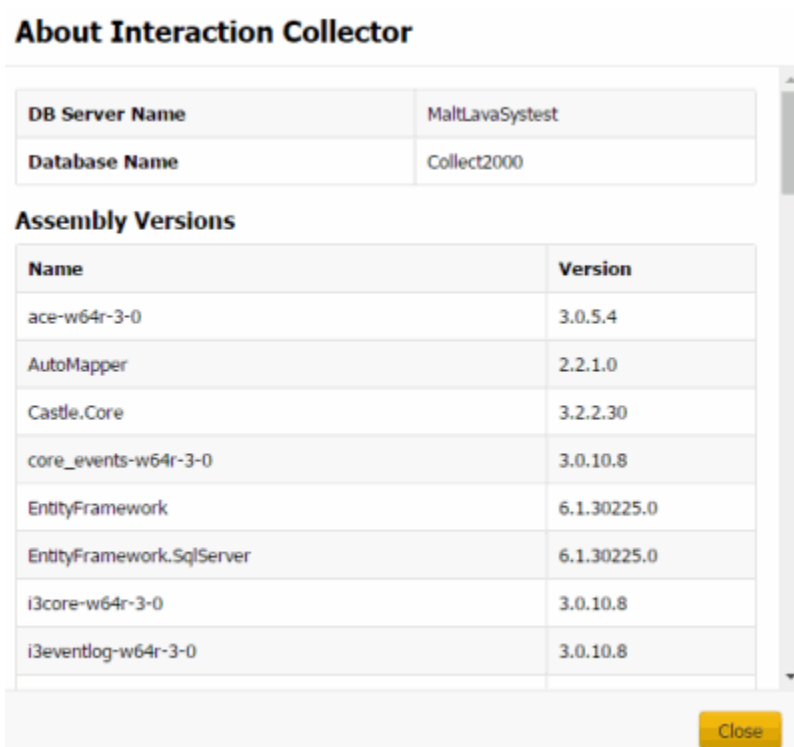 About Interaction Collector
DB Server Name MaltLavaSystest
Database Name Collect2000
Assembly Versions
Name Version
ace-w64r-3-0 3.0.5.4
AutoMapper 2.2.1.0
Castle.Core 3.2.2.30
core_events-w64r-3-0 3.0.10.8
EntityFramework 6.1.30225.0
EntityFramework.SqlServer 6.1.30225.0
i3core-w64r-3-0 3.0.10.8
i3eventlog-w64r-3-0 3.0.10.8
Close